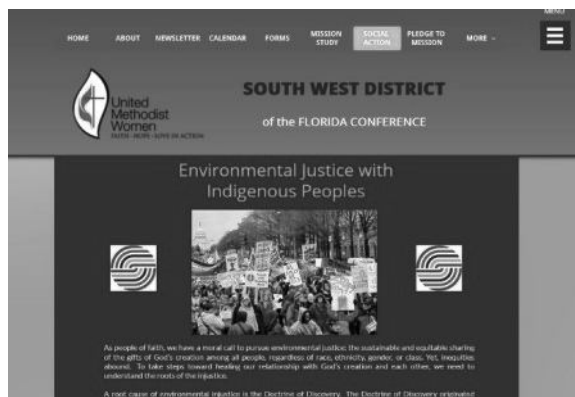 MENU
HOME ABOUT NEWSLETTER CALENDAR FORMS MISSION STUDY SOCIAL ACTION PLEDGE TO MISSION MORE
United
Methodist
Women
FAITH • HOPE • LOVE IN ACTION
SOUTH WEST DISTRICT
of the FLORIDA CONFERENCE
Environmental Justice with
Indigenous Peoples
As people of faith, we have a moral call to pursue environmental justice: the sustainable and equitable sharing
of the gifts of God's creation among all people, regardless of race, ethnicity, gender, or class. Yet, inequities
abound. To take steps toward healing our relationship with God's creation and each other, we need to
understand the roots of the injustice.
A root cause of environmental injustice is the Doctrine of Discovery. The Doctrine of Discovery originated